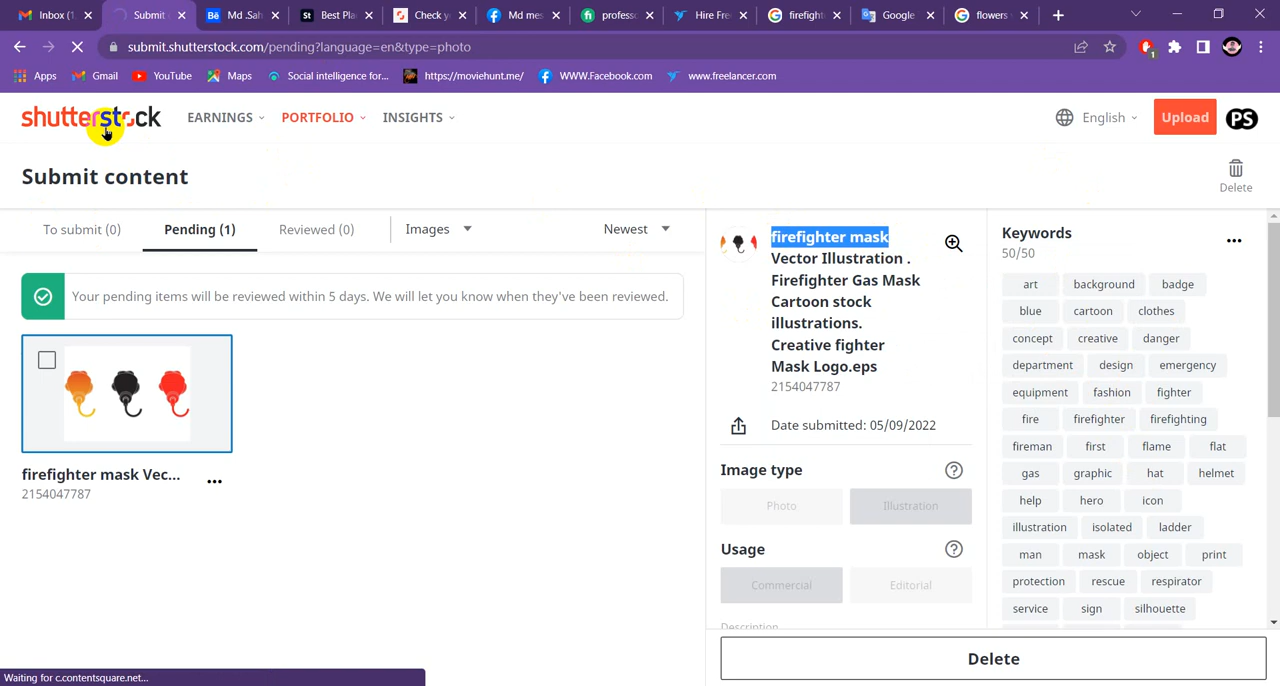 Inbox (1,
Submit
Md .Sah
Best Pla
Check y
Md mes
profess
Hire Fre
firefight
Google
flowers
submit.shutterstock.com/pending?language=en&type=photo
1
Apps
Gmail
YouTube
Maps
Social intelligence for...
https://moviehunt.me/
WWW.Facebook.com
www.freelancer.com
shutterstock
EARNINGS
PORTFOLIO
INSIGHTS
English
Upload
PS
Submit content
Delete
To submit (0)
Pending (1)
Reviewed (0)
Images
Newest
Your pending items will be reviewed within 5 days. We will let you know when they've been reviewed.
firefighter mask Vec...
2154047787
firefighter mask
Vector Illustration .
Firefighter Gas Mask
Cartoon stock
illustrations.
Creative fighter
Mask Logo.eps
2154047787
Date submitted: 05/09/2022
Image type
Photo
Illustration
Usage
Commercial
Editorial
Description
Keywords
50/50
art
background
badge
blue
cartoon
clothes
concept
creative
danger
department
design
emergency
equipment
fashion
fighter
fire
firefighter
firefighting
fireman
first
flame
flat
gas
graphic
hat
helmet
help
hero
icon
illustration
isolated
ladder
man
mask
object
print
protection
rescue
respirator
service
sign
silhouette
Delete
Waiting for c.contentsquare.net...